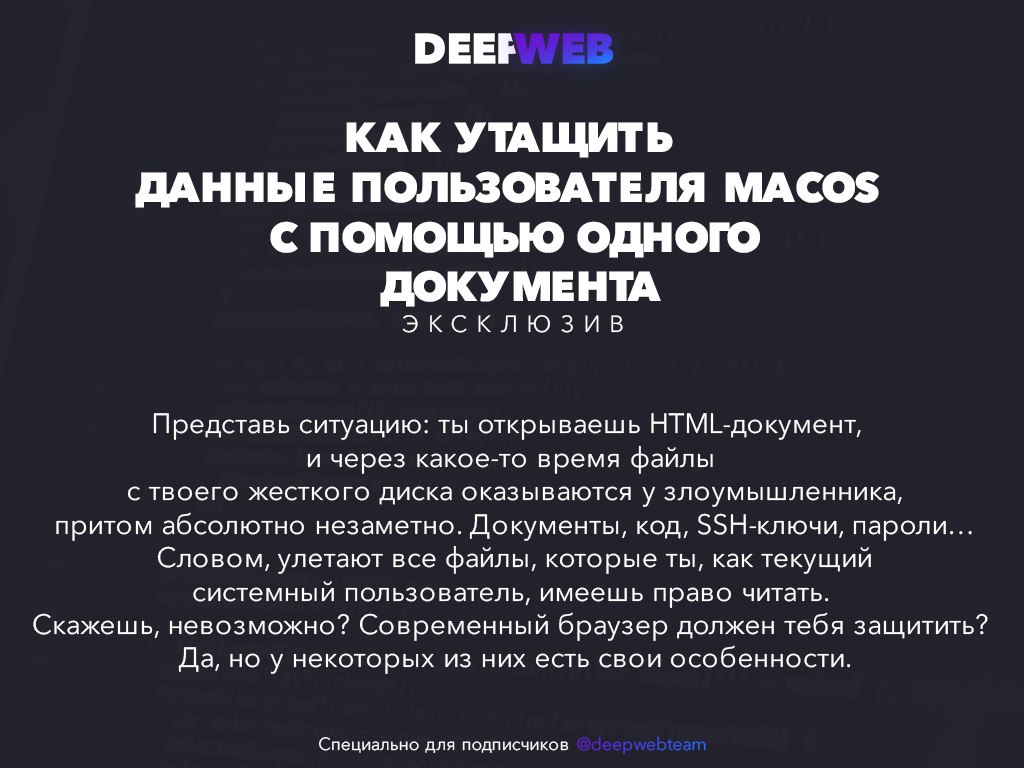 DEEPWEB
КАК УТАЩИТЬ
ДАННЫЕ ПОЛЬЗОВАТЕЛЯ MACOS
С ПОМОЩЬЮ ОДНОГО
ДОКУМЕНТА
ЭКСКЛЮЗИВ
Представь ситуацию: ты открываешь HTML-документ,
и через какое-то время файлы
с твоего жесткого диска оказываются у злоумышленника,
притом абсолютно незаметно. Документы, код, SSH-ключи, пароли...
Словом, улетают все файлы, которые ты, как текущий
системный пользователь, имеешь право читать.
Скажешь, невозможно? Современный браузер должен тебя защитить?
Да, но у некоторых из них есть свои особенности.
Специально для подписчиков @deepwebteam